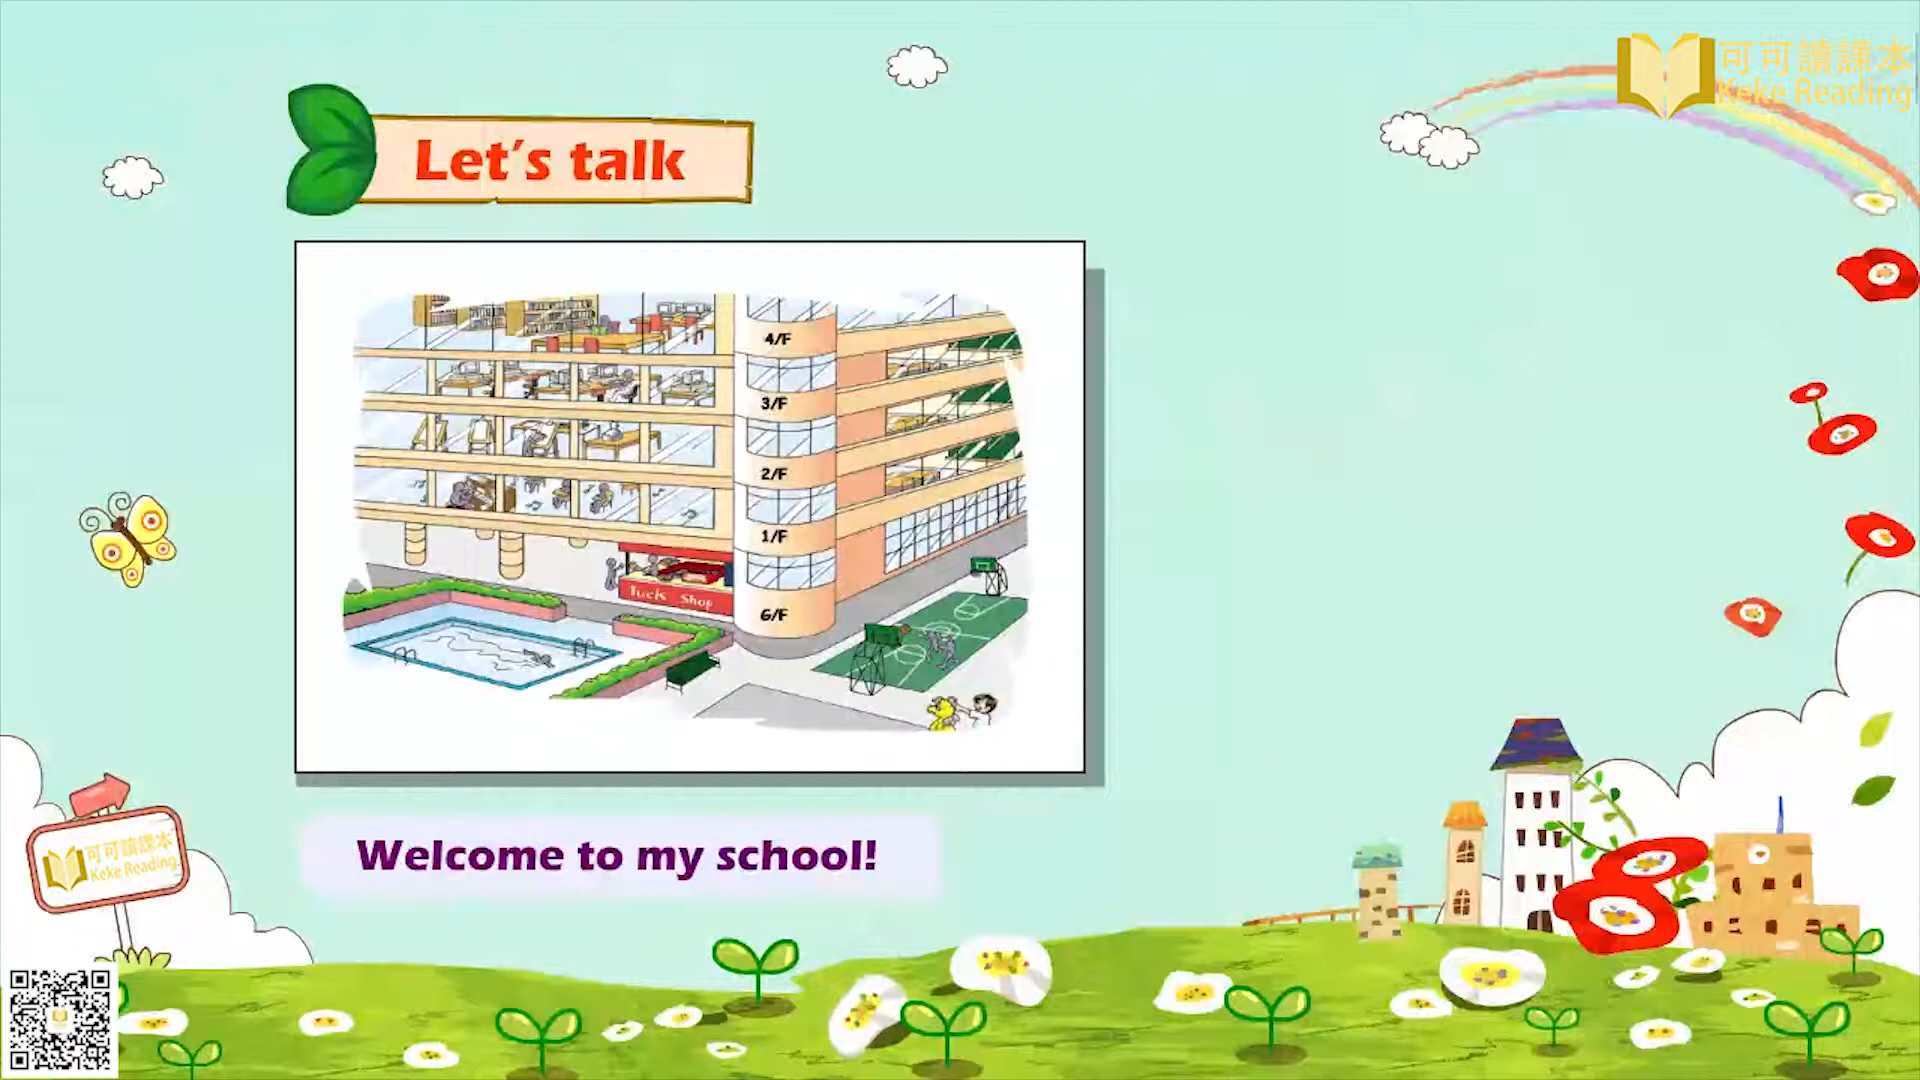 可可讀課本
Keke Reading
Let's talk
4/F
3/F
2/F
1/F
Tuck Shop
G/F
Welcome to my school!
可可讀課本
Keke Reading